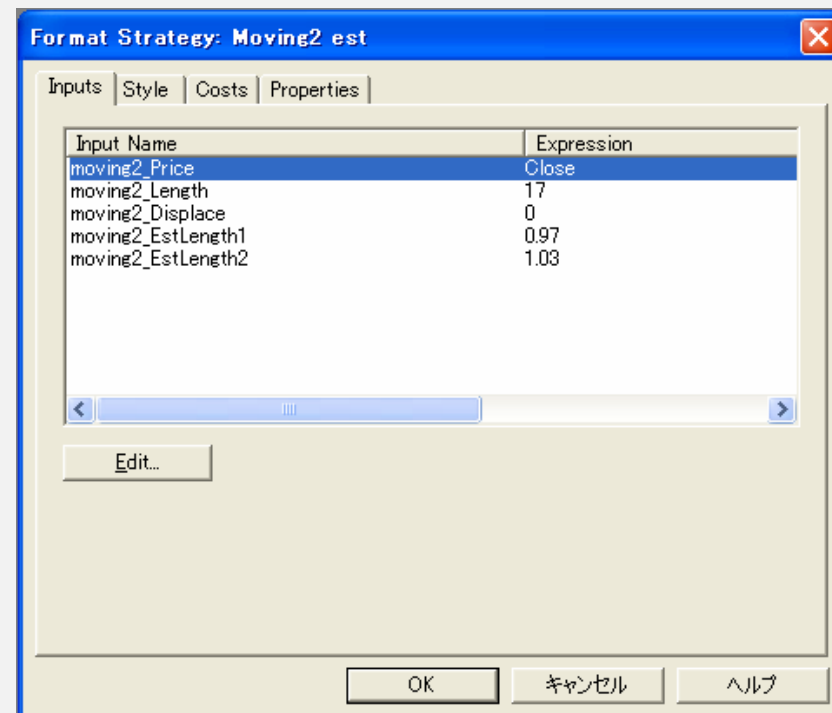 Format Strategy: Moving2 est
Inputs Style Costs Properties
Input Name Expression
moving2_Price Close
moving2_Length 17
moving2_Displace 0
moving2_EstLength1 0.97
moving2_EstLength2 1.03
Edit...
OK キャンセル ヘルプ